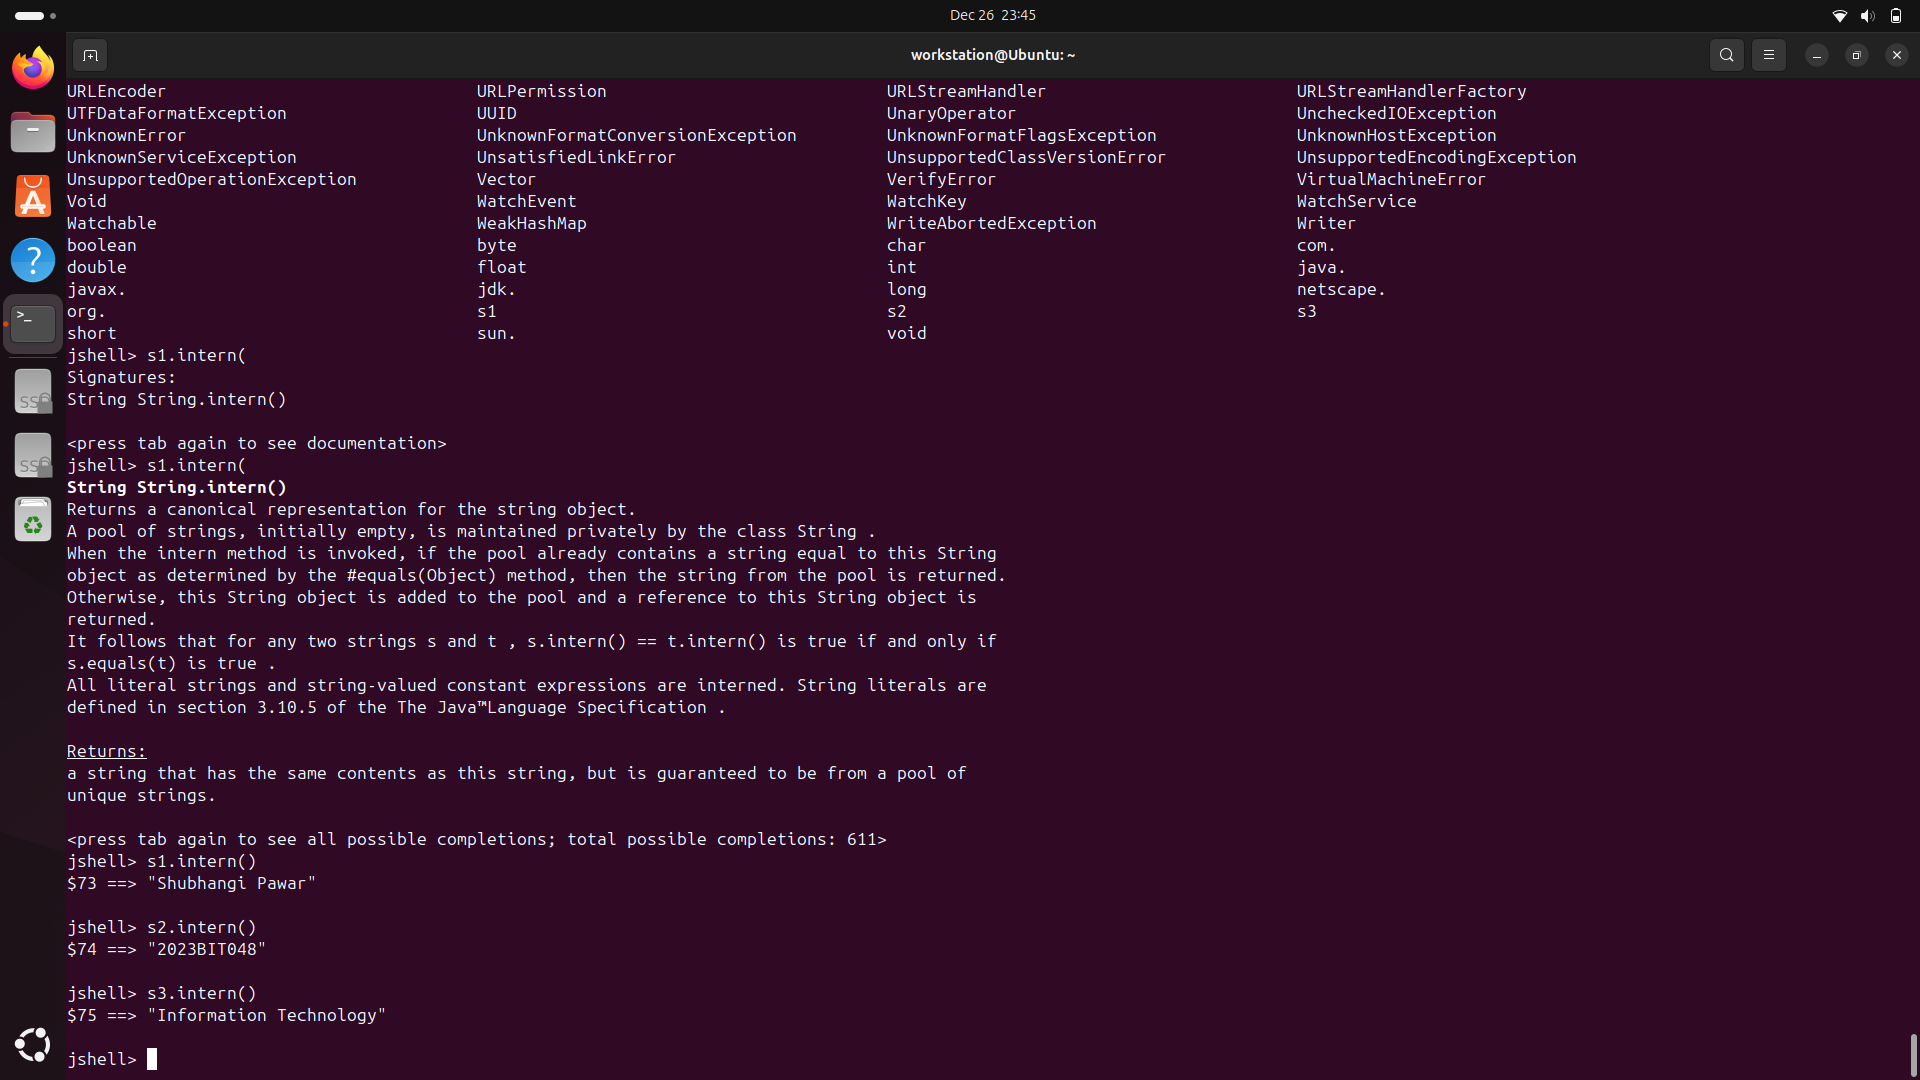 Dec 26 23:45
workstation@Ubuntu: ~
URLEncoder URLPermission URLStreamHandler URLStreamHandlerFactory
UTFDataFormatException UUID UnaryOperator UncheckedIOException
UnknownError UnknownFormatConversionException UnknownFormatFlagsException UnknownHostException
UnknownServiceException UnsatisfiedLinkError UnsupportedClassVersionError UnsupportedEncodingException
UnsupportedOperationException Vector VerifyError VirtualMachineError
Void WatchEvent WatchKey WatchService
Watchable WeakHashMap WriteAbortedException Writer
boolean byte char com.
double float int java.
javax. jdk. long netscape.
org. s1 s2 s3
short sun. void
jshell> s1.intern(
Signatures:
String String.intern()

<press tab again to see documentation>
jshell> s1.intern(
String String.intern()
Returns a canonical representation for the string object.
A pool of strings, initially empty, is maintained privately by the class String .
When the intern method is invoked, if the pool already contains a string equal to this String
object as determined by the #equals(Object) method, then the string from the pool is returned.
Otherwise, this String object is added to the pool and a reference to this String object is
returned.
It follows that for any two strings s and t , s.intern() == t.intern() is true if and only if
s.equals(t) is true .
All literal strings and string-valued constant expressions are interned. String literals are
defined in section 3.10.5 of the The Java™Language Specification .

Returns:
a string that has the same contents as this string, but is guaranteed to be from a pool of
unique strings.

<press tab again to see all possible completions; total possible completions: 611>
jshell> s1.intern()
$73 ==> "Shubhangi Pawar"

jshell> s2.intern()
$74 ==> "2023BIT048"

jshell> s3.intern()
$75 ==> "Information Technology"

jshell>